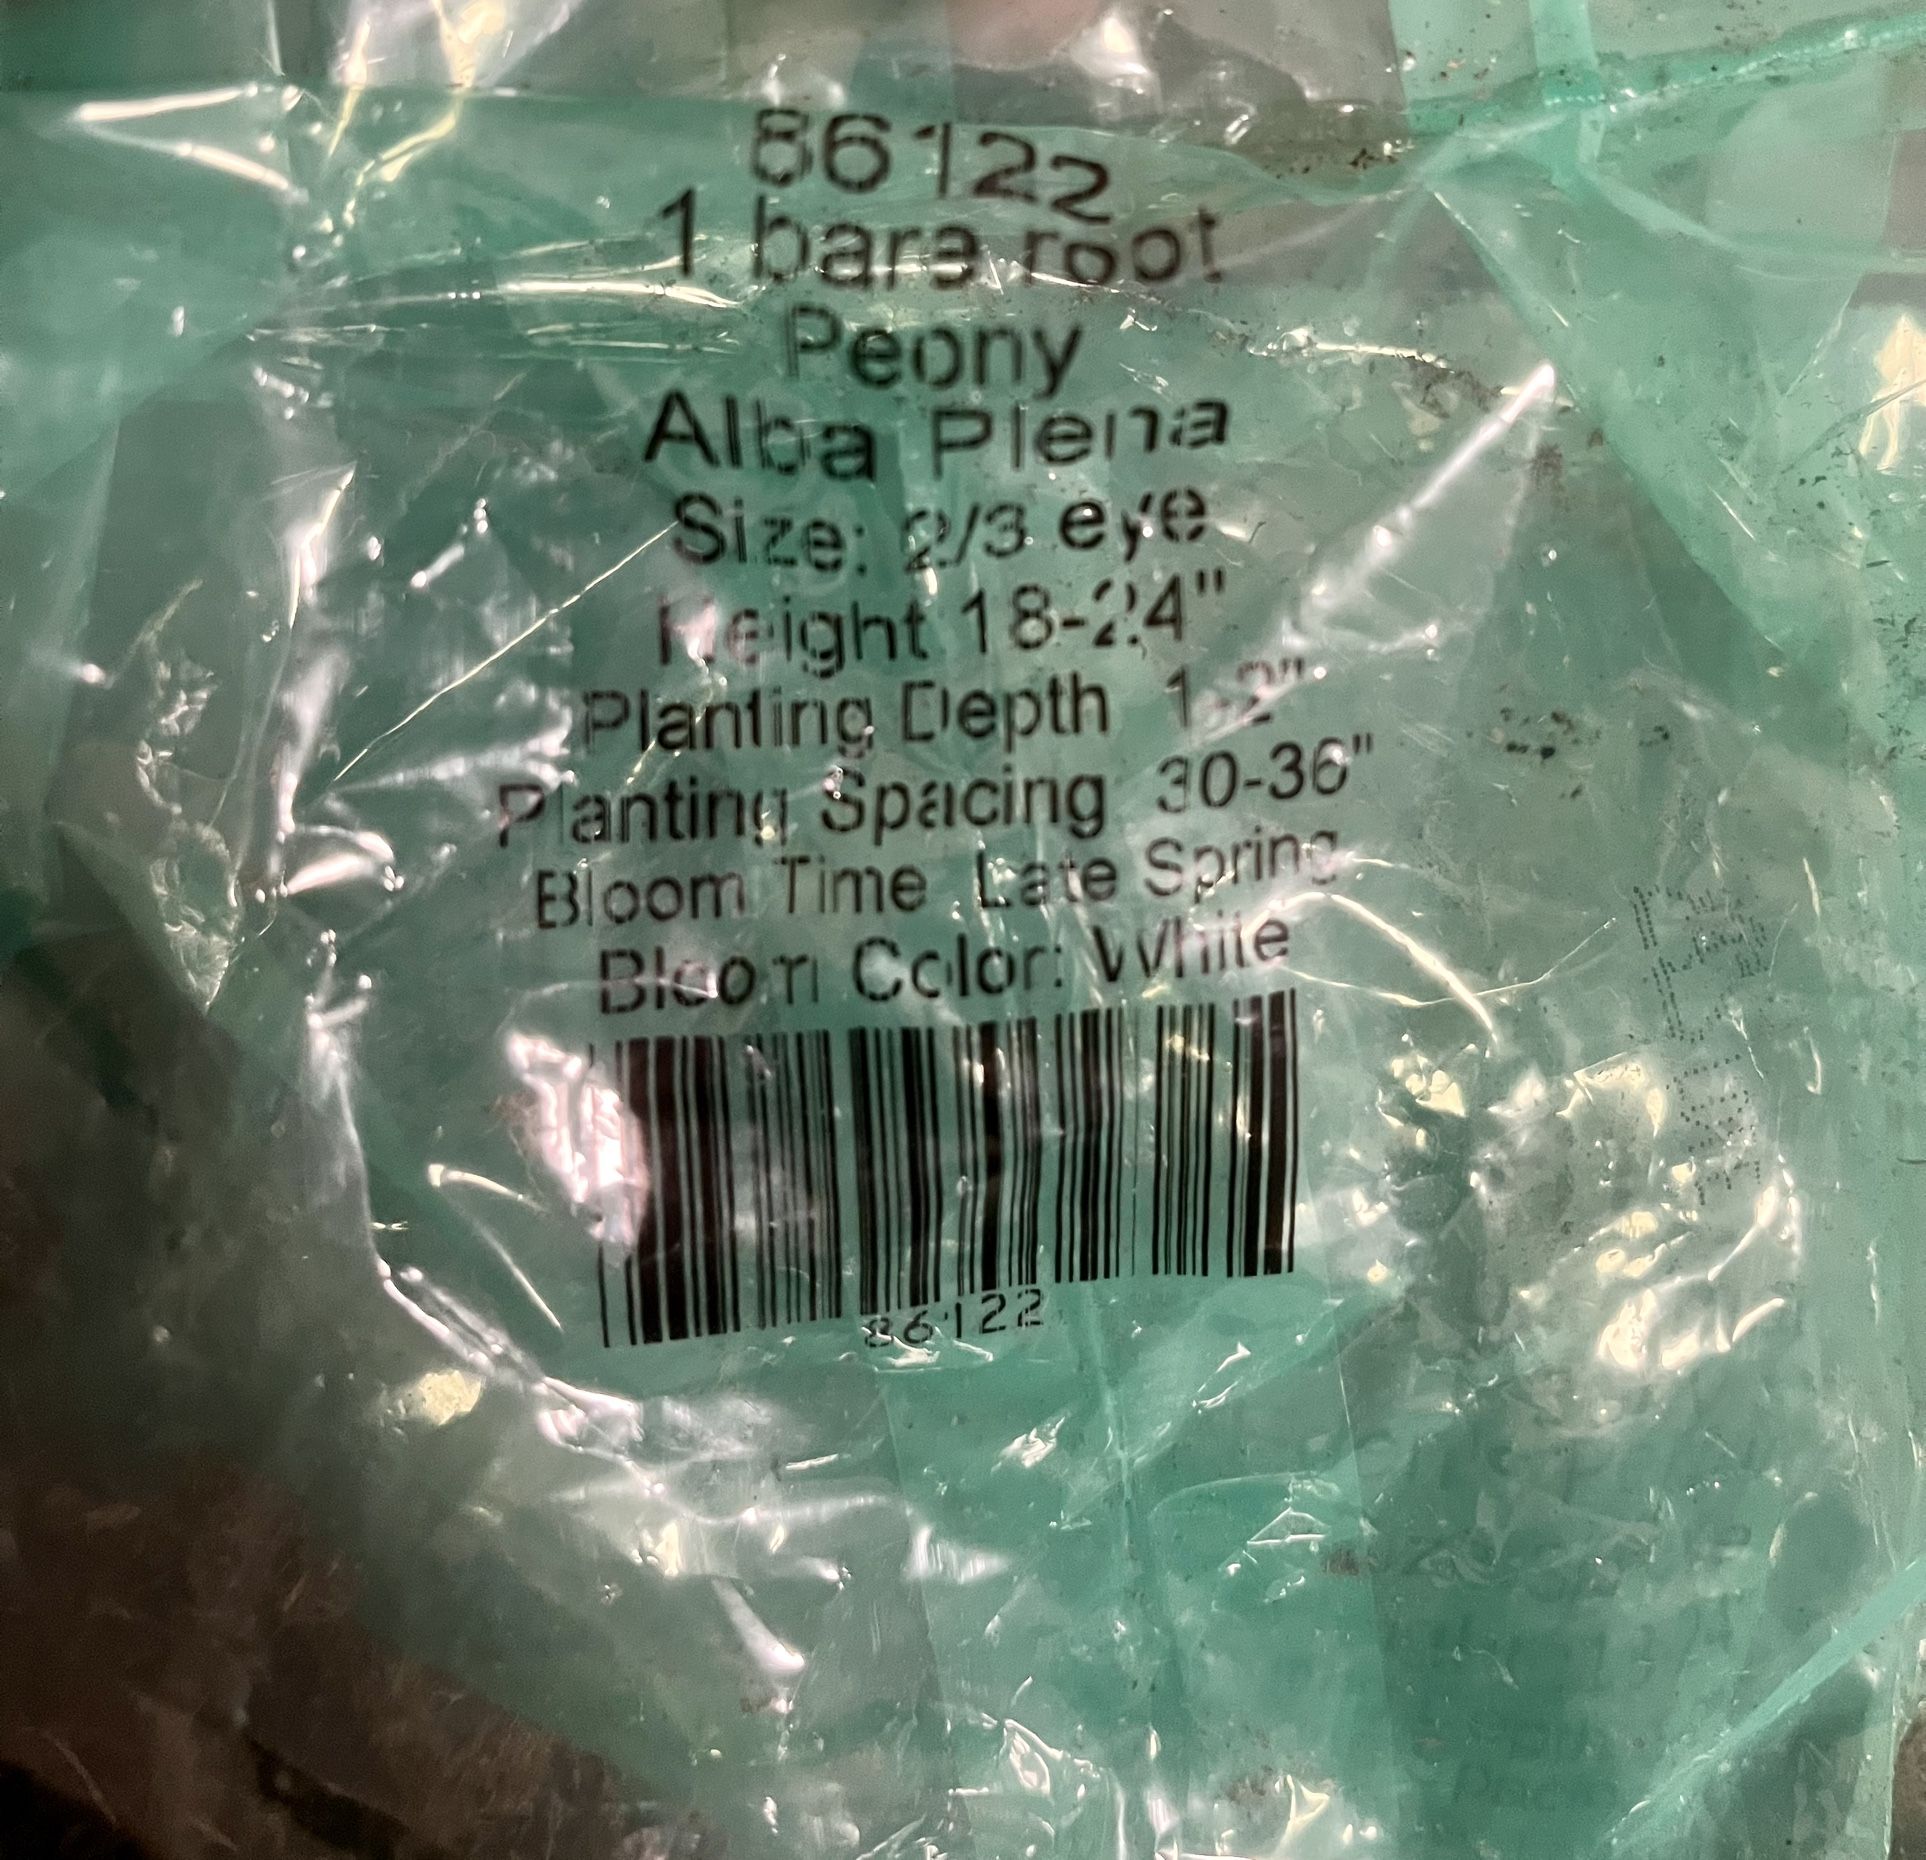 86122
1 bare root
Peony
Alba Plena
Size: 2/3 eye
Height 18-24"
Planting Depth 1-2"
Planting Spacing 30-36"
Bloom Time Late Spring
Bloom Color: White
86122